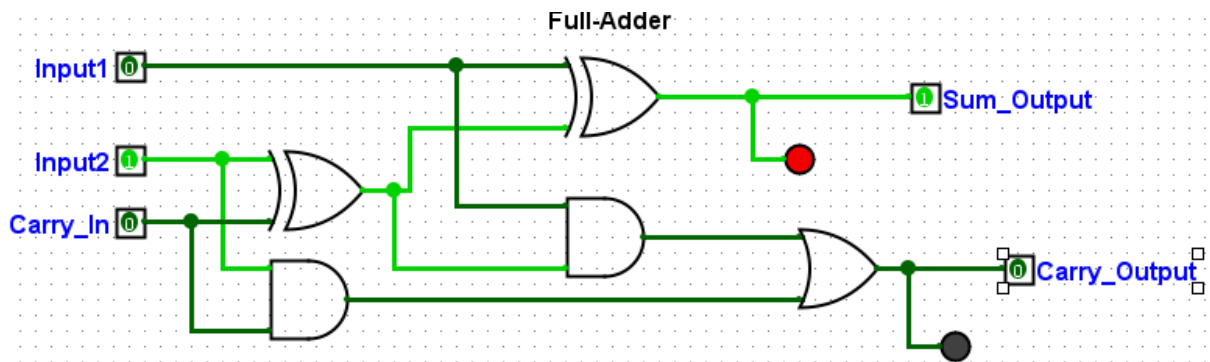 Full-Adder
Input1 0
1 Sum_Output
Input2 1
Carry_In 0
0 Carry_Output